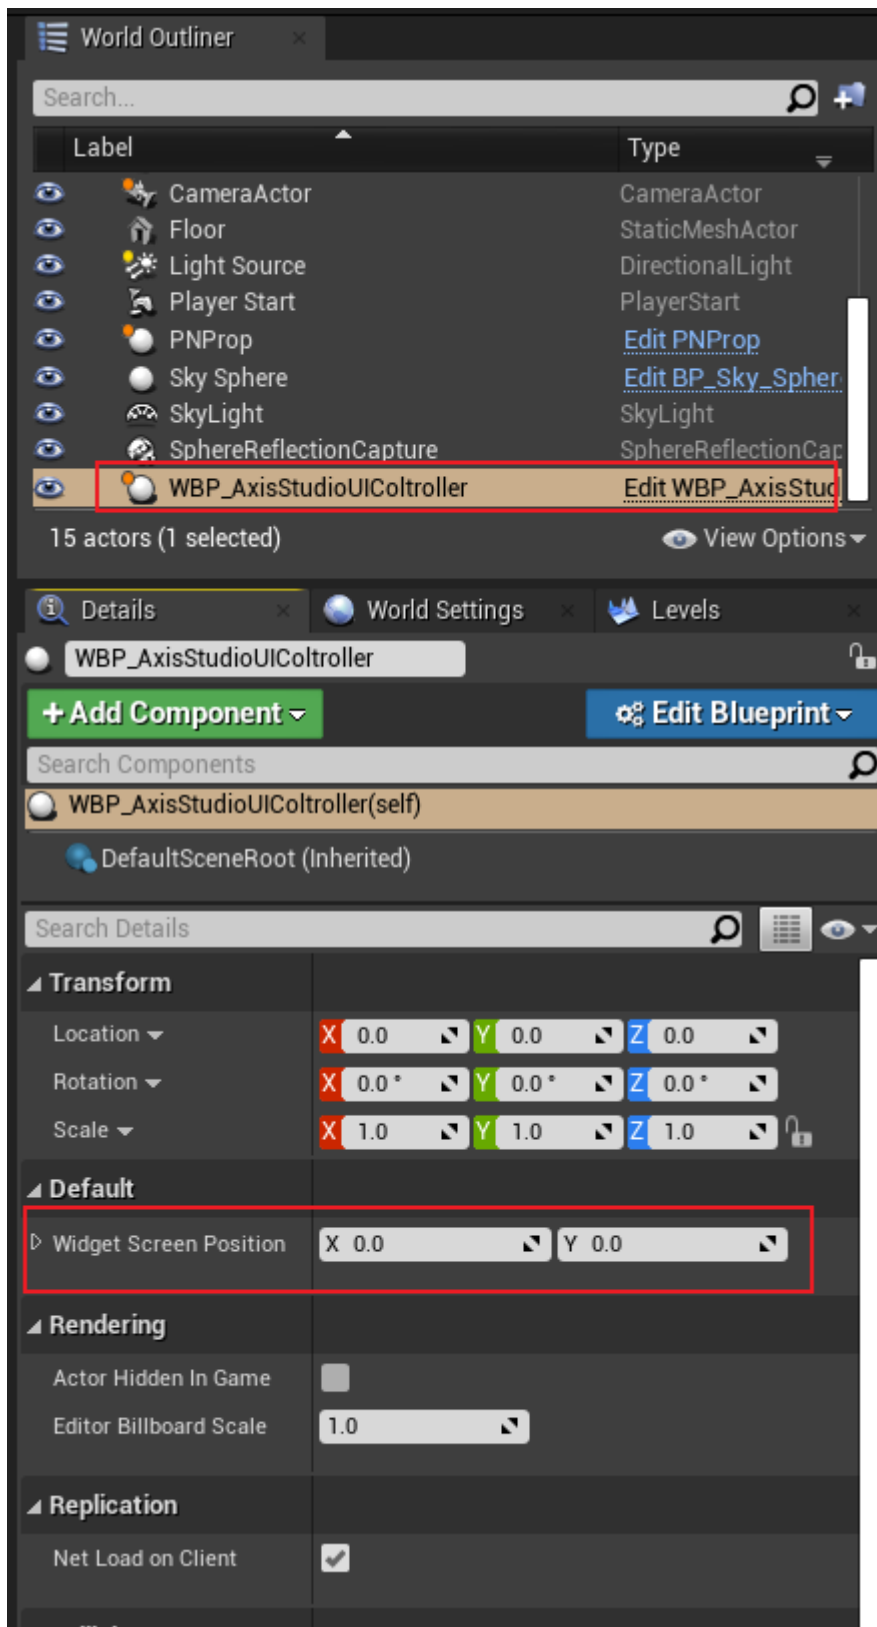 World Outliner
Search...
Label Type
CameraActor CameraActor
Floor StaticMeshActor
Light Source DirectionalLight
Player Start PlayerStart
PNProp Edit PNProp
Sky Sphere Edit BP_Sky_Spher
SkyLight SkyLight
SphereReflectionCapture SphereReflectionCap
WBP_AxisStudioUIColtroller Edit WBP_AxisStud
15 actors (1 selected) View Options
Details World Settings Levels
WBP_AxisStudioUIColtroller
+ Add Component Edit Blueprint
Search Components
WBP_AxisStudioUIColtroller(self)
DefaultSceneRoot (Inherited)
Search Details
Transform
Location X 0.0 Y 0.0 Z 0.0
Rotation X 0.0 ° Y 0.0 ° Z 0.0 °
Scale X 1.0 Y 1.0 Z 1.0
Default
Widget Screen Position X 0.0 Y 0.0
Rendering
Actor Hidden In Game
Editor Billboard Scale 1.0
Replication
Net Load on Client